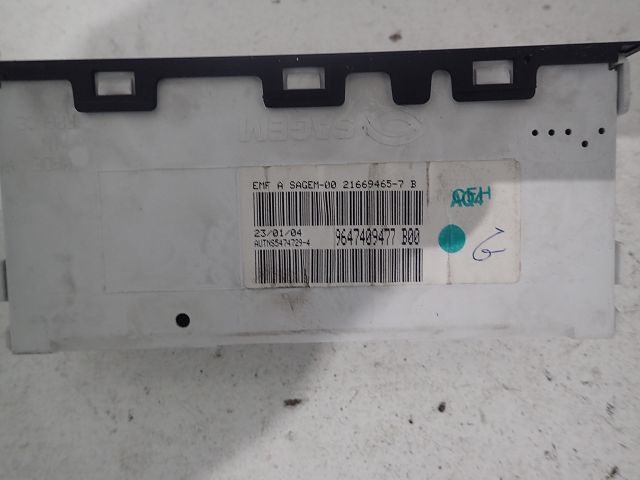 SAGEM
EMF A SAGEM-00 21669465-7 B
23/01/04
AUTNS5474729-4
9647409477 B00